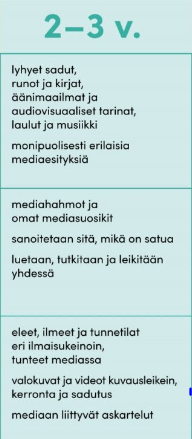 2–3 v.
lyhyet sadut,
runot ja kirjat,
äänimaailmat ja
audiovisuaaliset tarinat,
laulut ja musiikki
monipuolisesti erilaisia
mediaesityksiä
mediahahmot ja
omat mediasuosikit
sanoitetaan sitä, mikä on satua
luetaan, tutkitaan ja leikitään
yhdessä
eleet, ilmeet ja tunnetilat
eri ilmaisukeinoin,
tunteet mediassa
valokuvat ja videot kuvausleikein,
kerronta ja sadutus
mediaan liittyvät askartelut